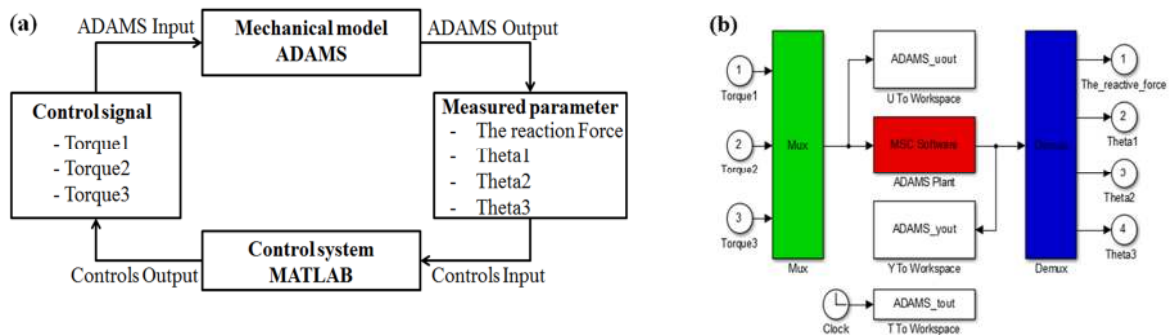 (a)
ADAMS Input
Mechanical model
ADAMS
ADAMS Output
Control signal
- Torque1
- Torque2
- Torque3
Measured parameter
- The reaction Force
- Theta1
- Theta2
- Theta3
Control system
MATLAB
Controls Output
Controls Input
(b)
1
Torque1
2
Torque2
3
Torque3
Mux
Mux
ADAMS_uout
U To Workspace
MSC Software
ADAMS Plant
ADAMS_yout
Y To Workspace
Clock
ADAMS_tout
T To Workspace
Demux
Demux
1
The_reactive_force
2
Theta1
3
Theta2
4
Theta3